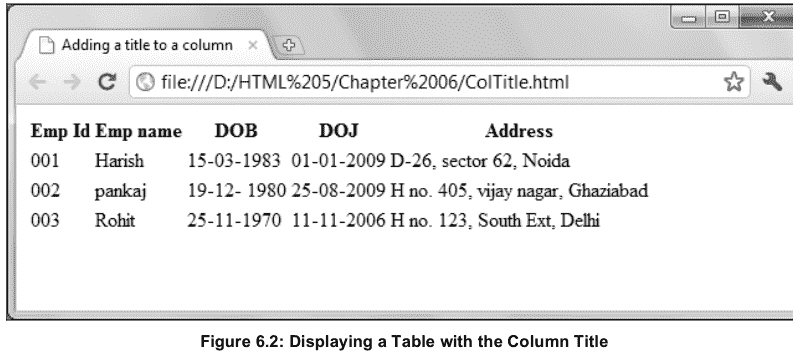 Adding a title to a column
file:///D:/HTML%205/Chapter%2006/ColTitle.html
Emp Id Emp name DOB DOJ Address
001 Harish 15-03-1983 01-01-2009 D-26, sector 62, Noida
002 pankaj 19-12- 1980 25-08-2009 H no. 405, vijay nagar, Ghaziabad
003 Rohit 25-11-1970 11-11-2006 H no. 123, South Ext, Delhi
Figure 6.2: Displaying a Table with the Column Title